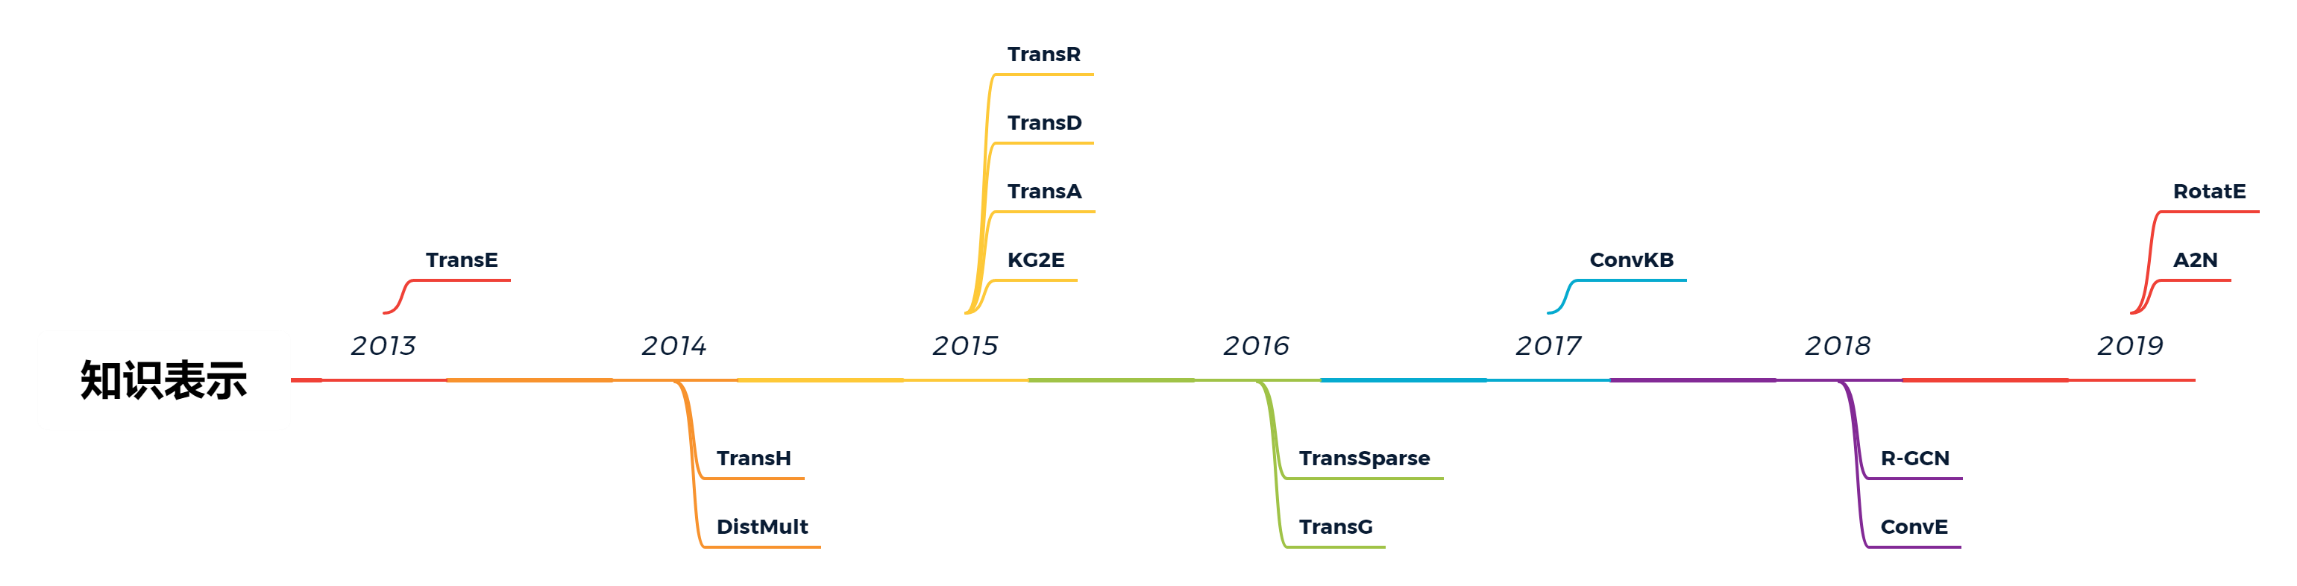 知识表示
2013
TransE
2014
TransH
DistMult
2015
TransR
TransD
TransA
KG2E
2016
TransSparse
TransG
2017
ConvKB
2018
R-GCN
ConvE
2019
RotatE
A2N